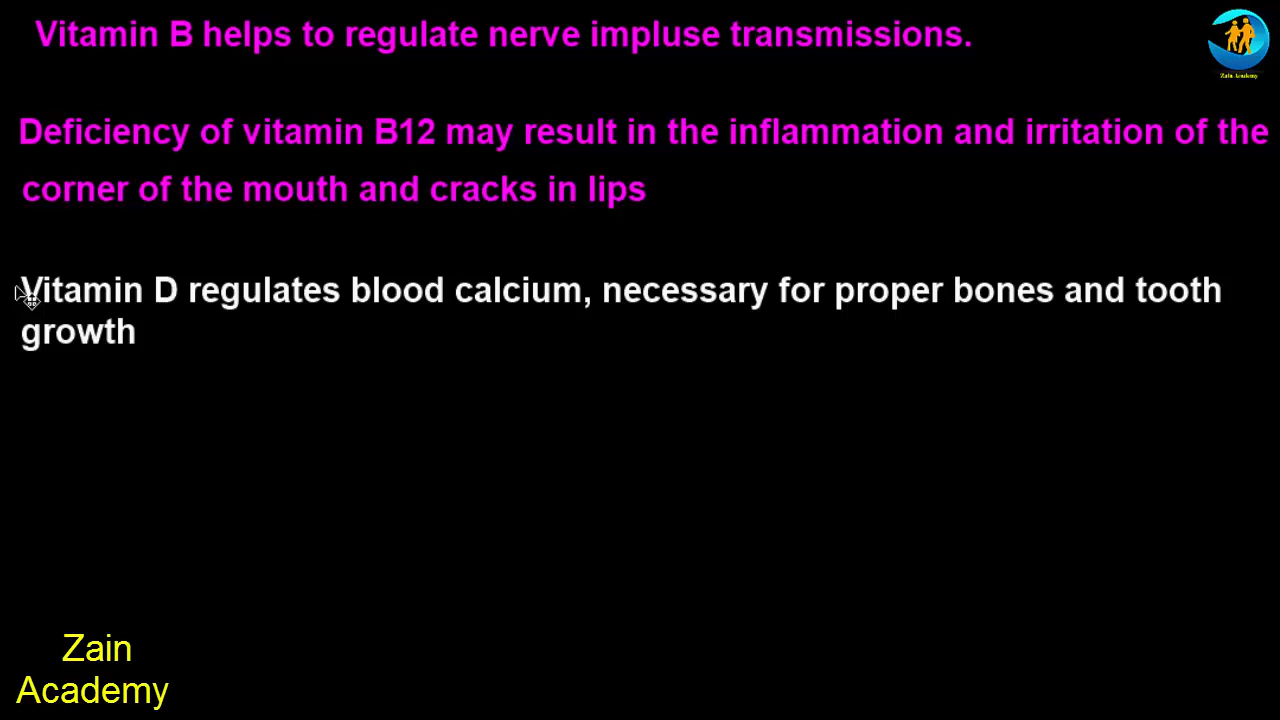 Vitamin B helps to regulate nerve impluse transmissions.
Zain Academy
Deficiency of vitamin B12 may result in the inflammation and irritation of the
corner of the mouth and cracks in lips
Vitamin D regulates blood calcium, necessary for proper bones and tooth
growth
Zain
Academy